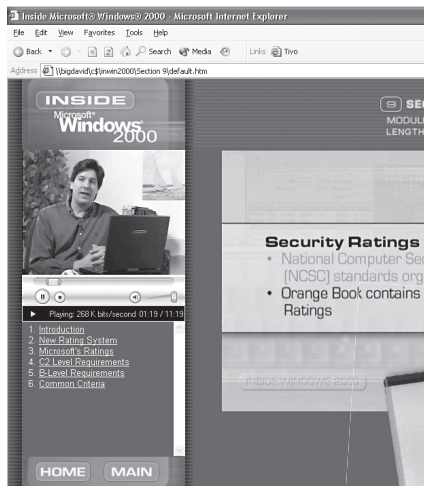 Inside Microsoft® Windows® 2000 - Microsoft Internet Explorer
File Edit View Favorites Tools Help
Back Search Media Links Tivo
Address \\bigdavid\c$\inwin2000\Section 9\default.htm
INSIDE
Microsoft®
Windows
2000
9 SE
MODUL
LENGTH
Security Ratings
• National Computer Sec
(NCSC) standards org
• Orange Book contains
Ratings
Playing: 268 K bits/second 01:19 / 11:19
1. Introduction
2. New Rating System
3. Microsoft's Ratings
4. C2 Level Requirements
5. B-Level Requirements
6. Common Criteria
INSIDE WINDOWS 2000
HOME MAIN